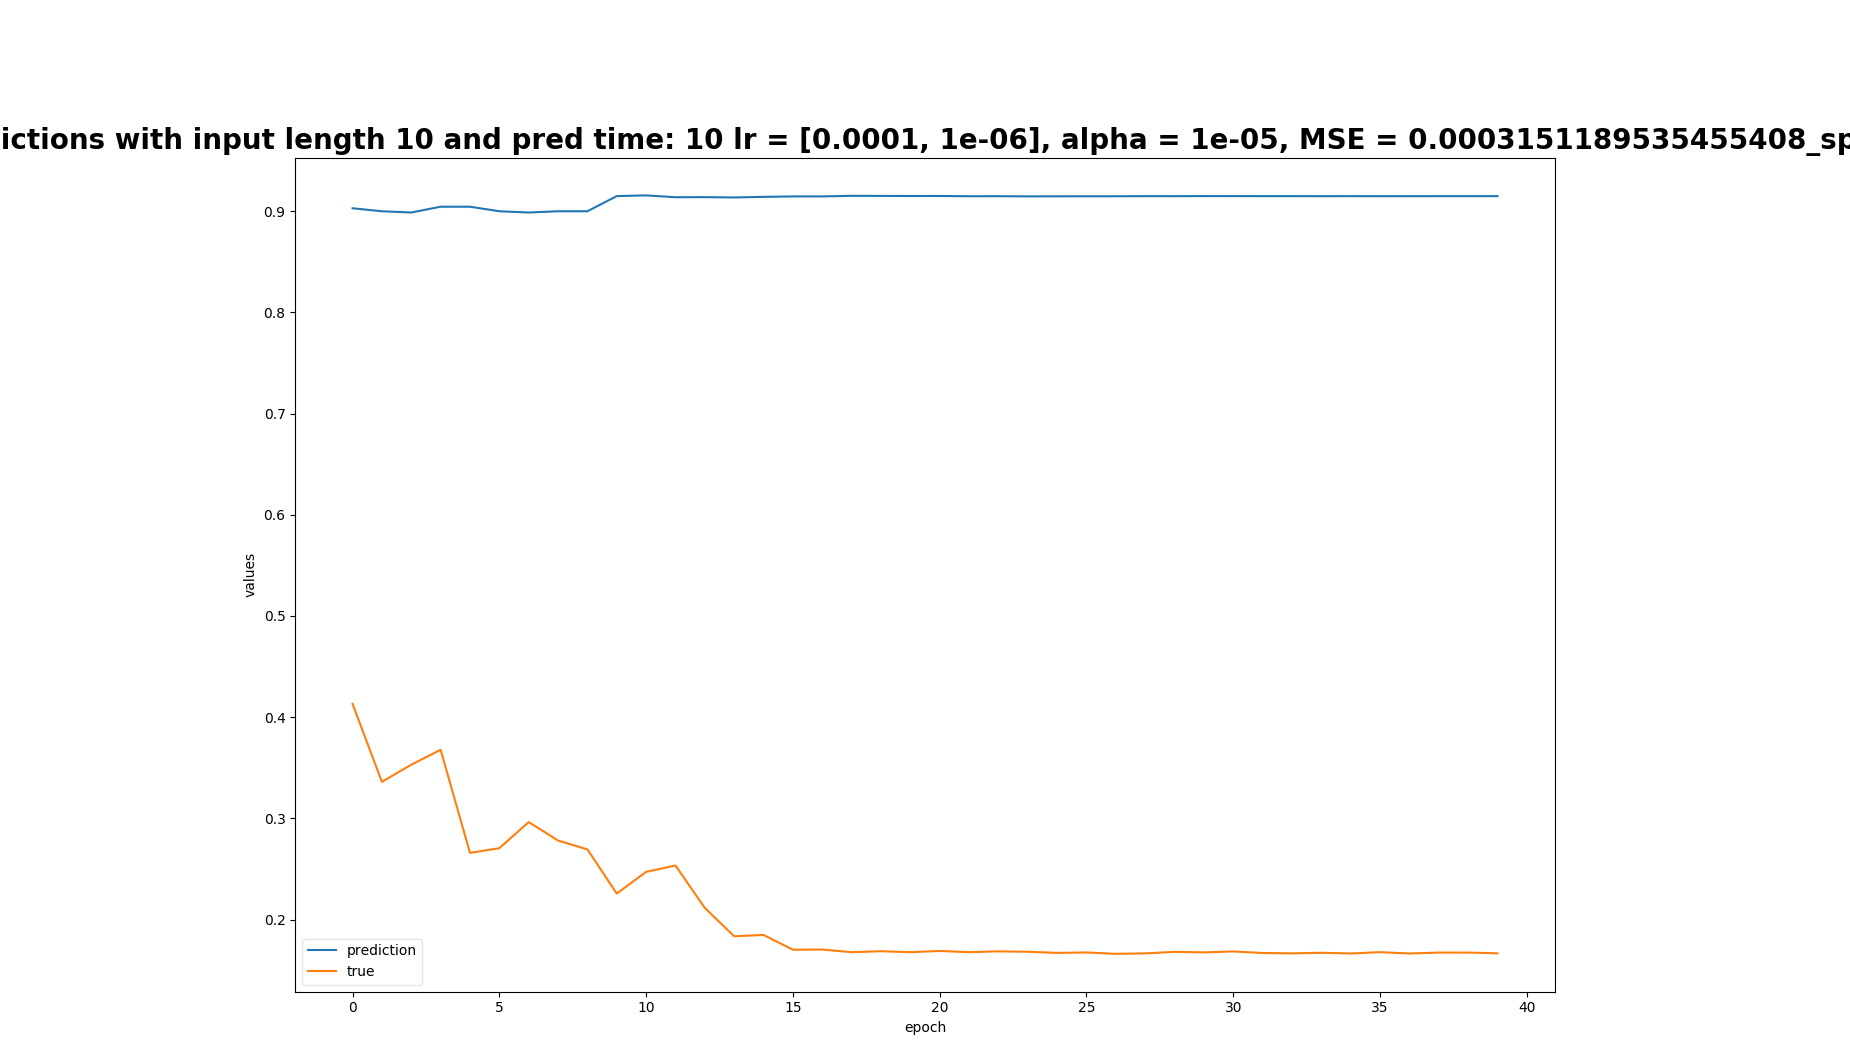 ictions with input length 10 and pred time: 10 lr = [0.0001, 1e-06], alpha = 1e-05, MSE = 0.0003151189535455408_sp
0.9
0.8
0.7
0.6
0.5
0.4
0.3
0.2
values
prediction
true
0 5 10 15 20 25 30 35 40
epoch